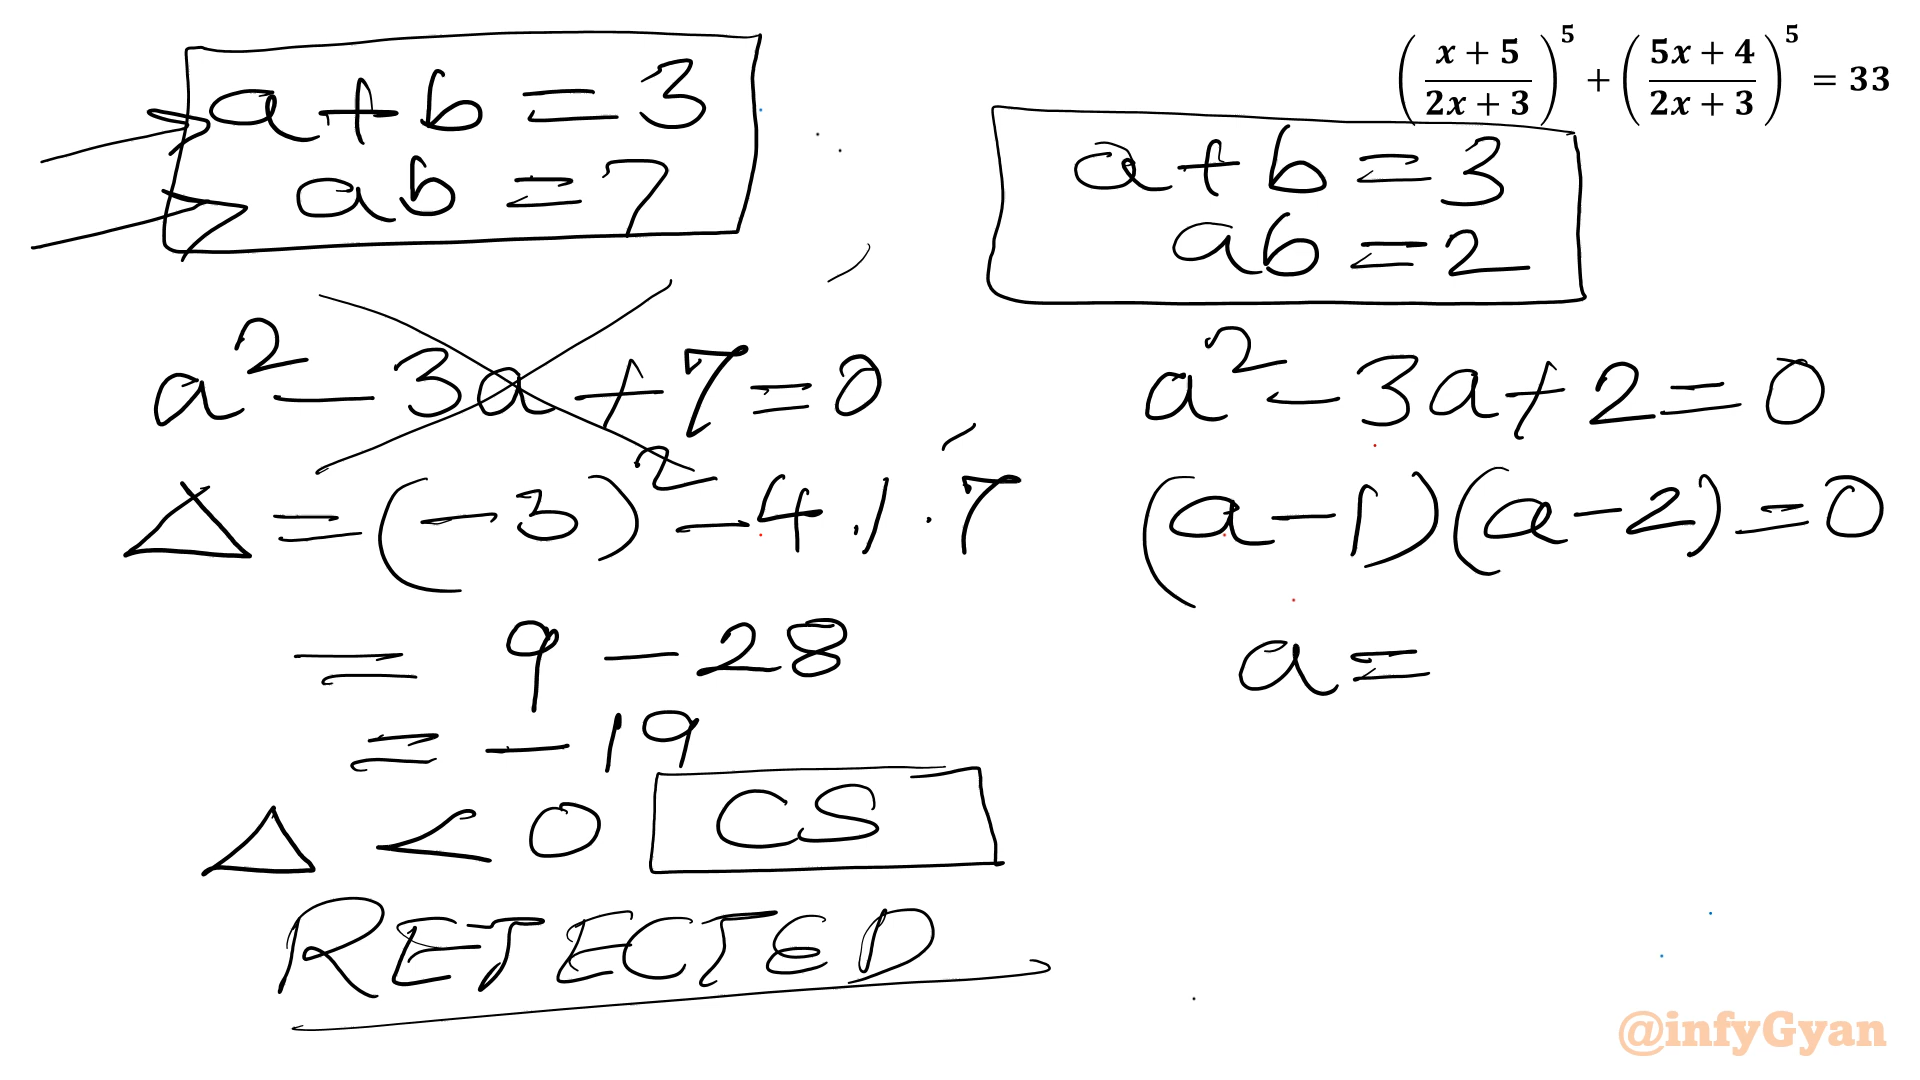 a+b=3
ab=7
a²-3a+7=0
Δ=(-3)²-4.1.7
= 9-28
= -19
Δ < 0 CS
REJECTED
((x+5)/(2x+3))⁵ + ((5x+4)/(2x+3))⁵ = 33
a+b=3
ab=2
a²-3a+2=0
(a-1)(a-2)=0
a=
@infyGyan